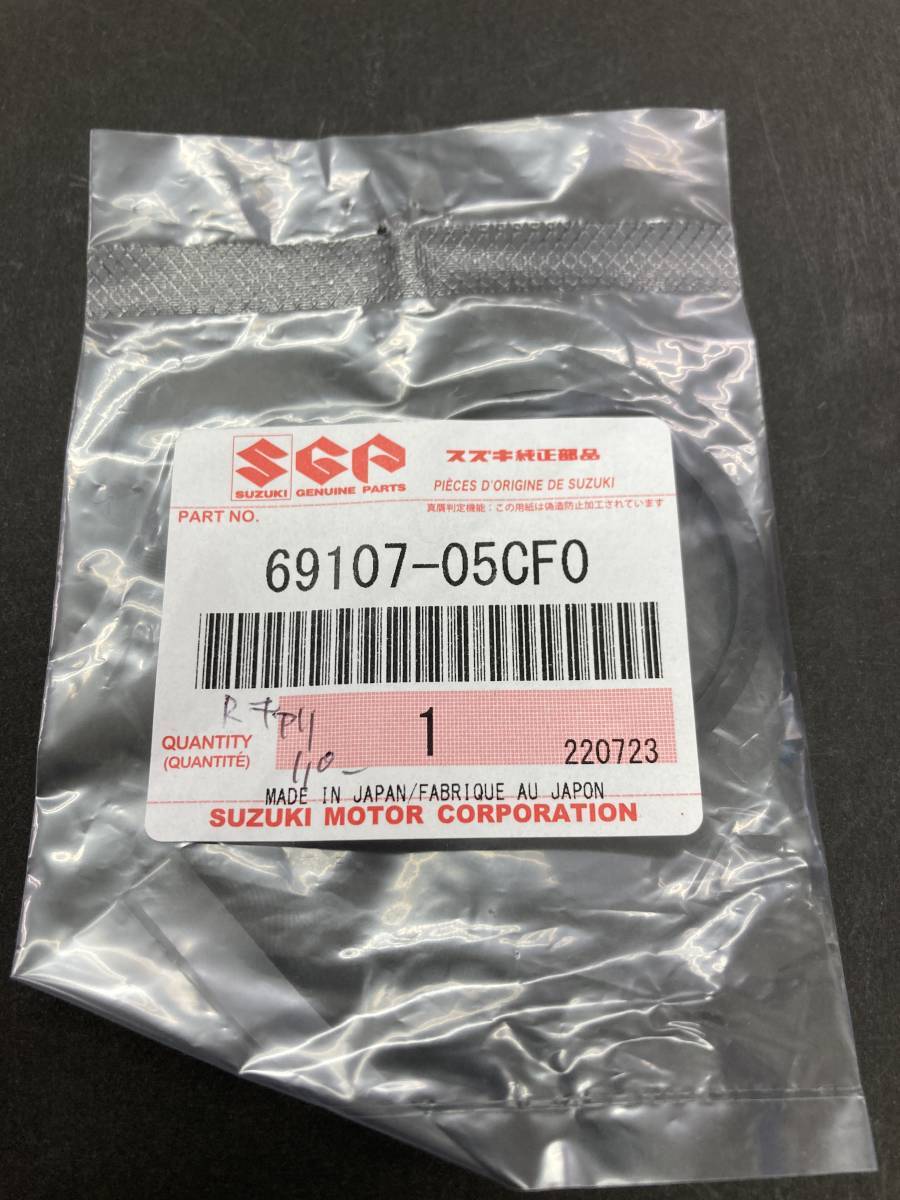 SGP スズキ純正部品
SUZUKI GENUINE PARTS PIÈCES D'ORIGINE DE SUZUKI
真贋判定機能：この用紙は偽造防止加工されています
PART NO.
69107-05CF0
R
QUANTITY 1 220723
(QUANTITÉ)
MADE IN JAPAN/FABRIQUE AU JAPON
SUZUKI MOTOR CORPORATION